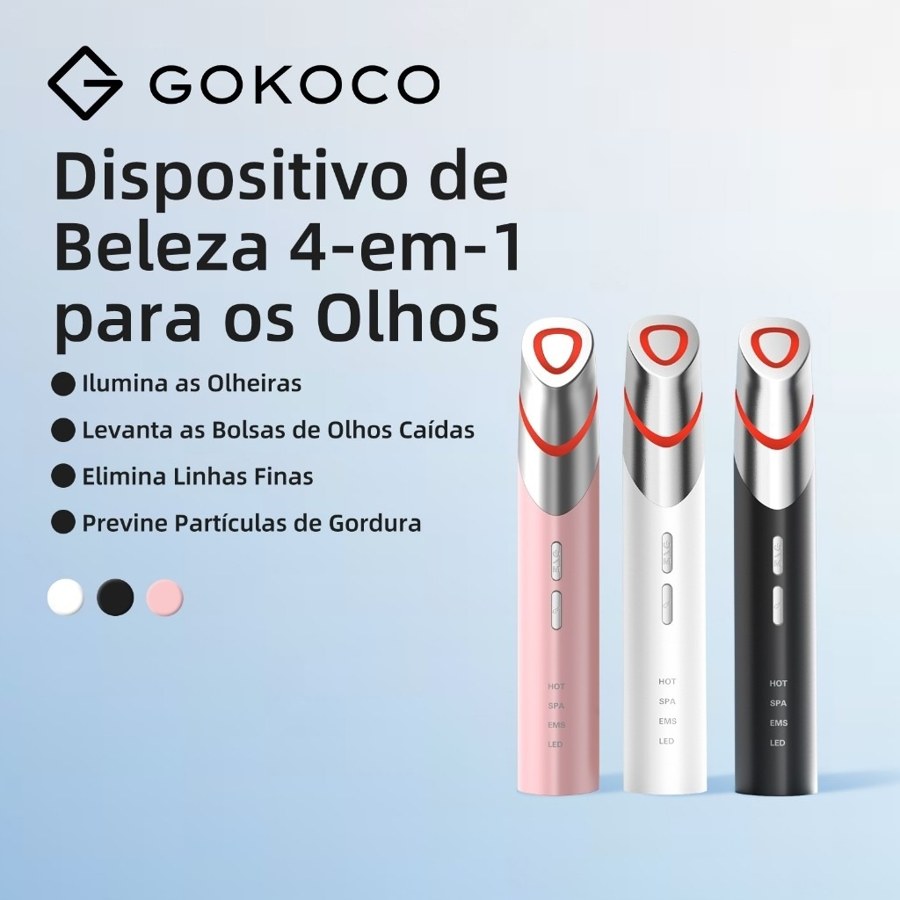 GOKOCO
Dispositivo de
Beleza 4-em-1
para os Olhos
Ilumina as Olheiras
Levanta as Bolsas de Olhos Caídas
Elimina Linhas Finas
Previne Partículas de Gordura
HOT
SPA
EMS
LED
HOT
SPA
EMS
LED
HOT
SPA
EMS
LED